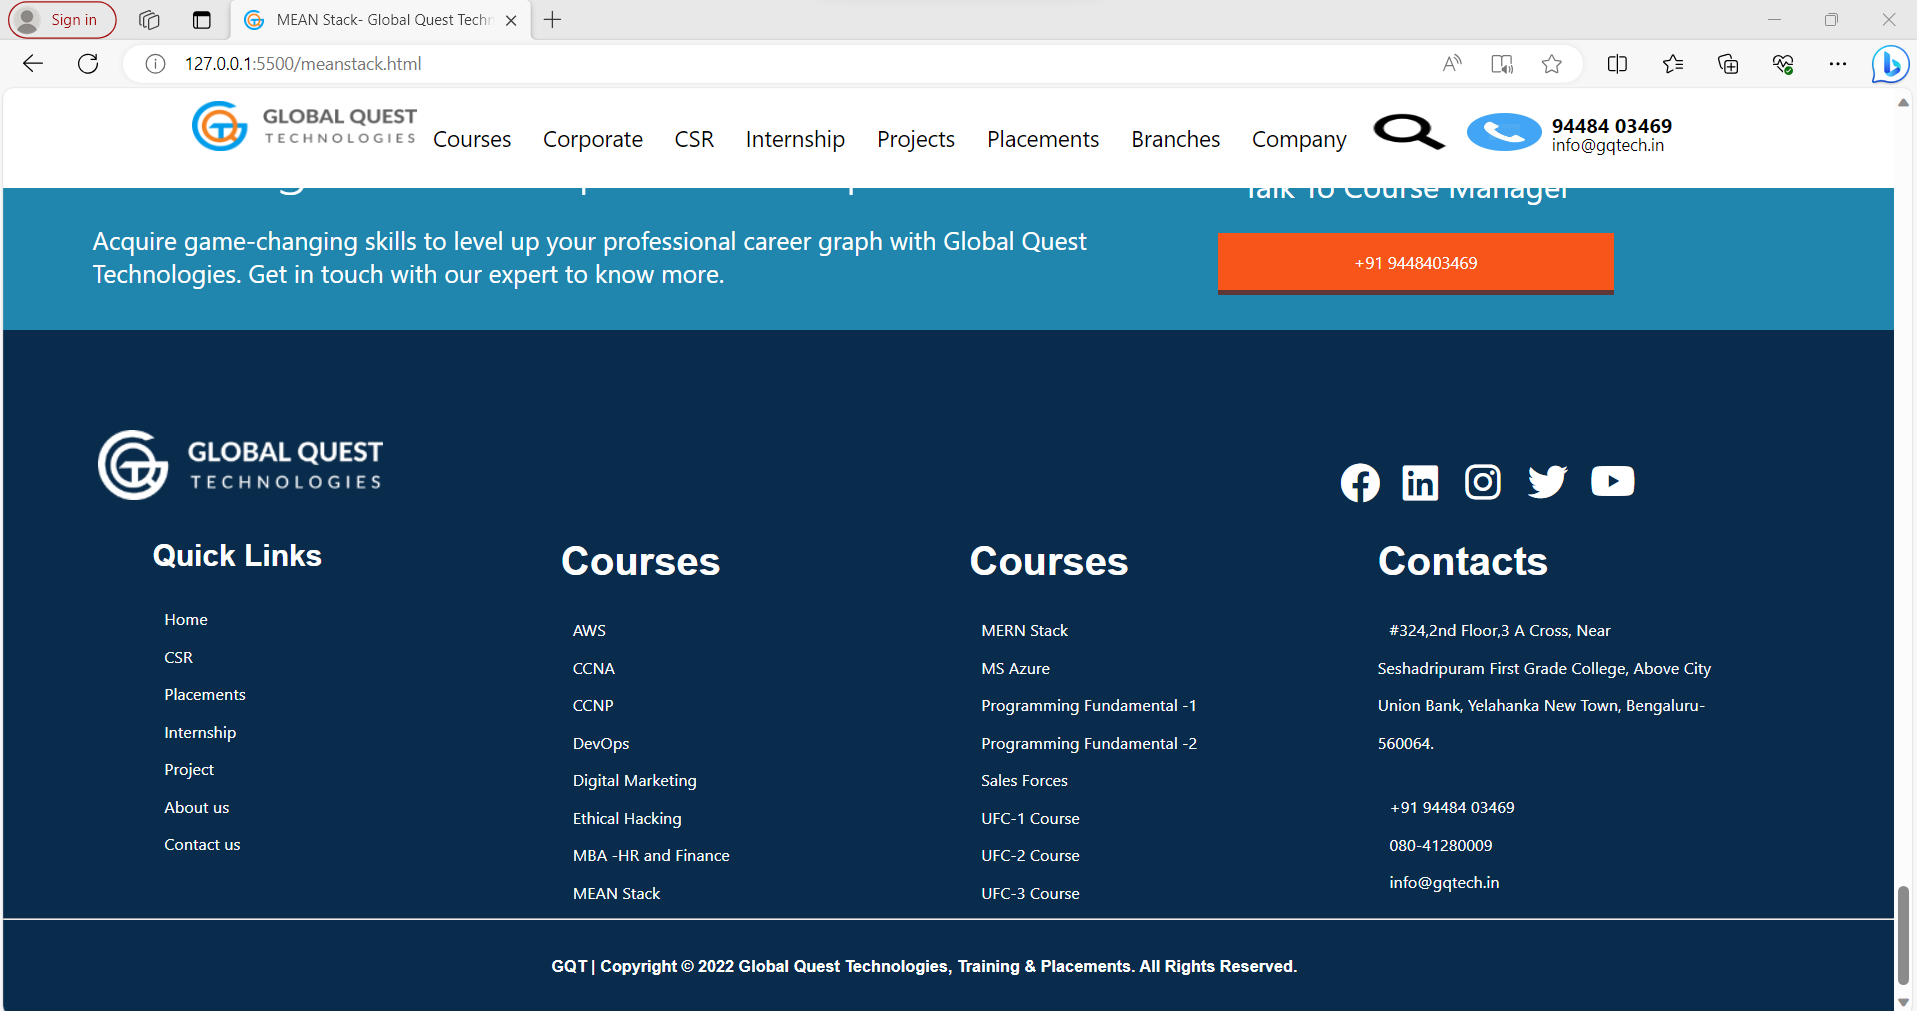 Sign in
MEAN Stack- Global Quest Techn
127.0.0.1:5500/meanstack.html
GLOBAL QUEST
TECHNOLOGIES
Courses Corporate CSR Internship Projects Placements Branches Company
94484 03469
info@gqtech.in
Talk To Course Manager
Acquire game-changing skills to level up your professional career graph with Global Quest
Technologies. Get in touch with our expert to know more.
+91 9448403469
GLOBAL QUEST
TECHNOLOGIES
Quick Links
Home
CSR
Placements
Internship
Project
About us
Contact us
Courses
AWS
CCNA
CCNP
DevOps
Digital Marketing
Ethical Hacking
MBA -HR and Finance
MEAN Stack
Courses
MERN Stack
MS Azure
Programming Fundamental -1
Programming Fundamental -2
Sales Forces
UFC-1 Course
UFC-2 Course
UFC-3 Course
Contacts
#324,2nd Floor,3 A Cross, Near
Seshadripuram First Grade College, Above City
Union Bank, Yelahanka New Town, Bengaluru-
560064.
+91 94484 03469
080-41280009
info@gqtech.in
GQT | Copyright © 2022 Global Quest Technologies, Training & Placements. All Rights Reserved.